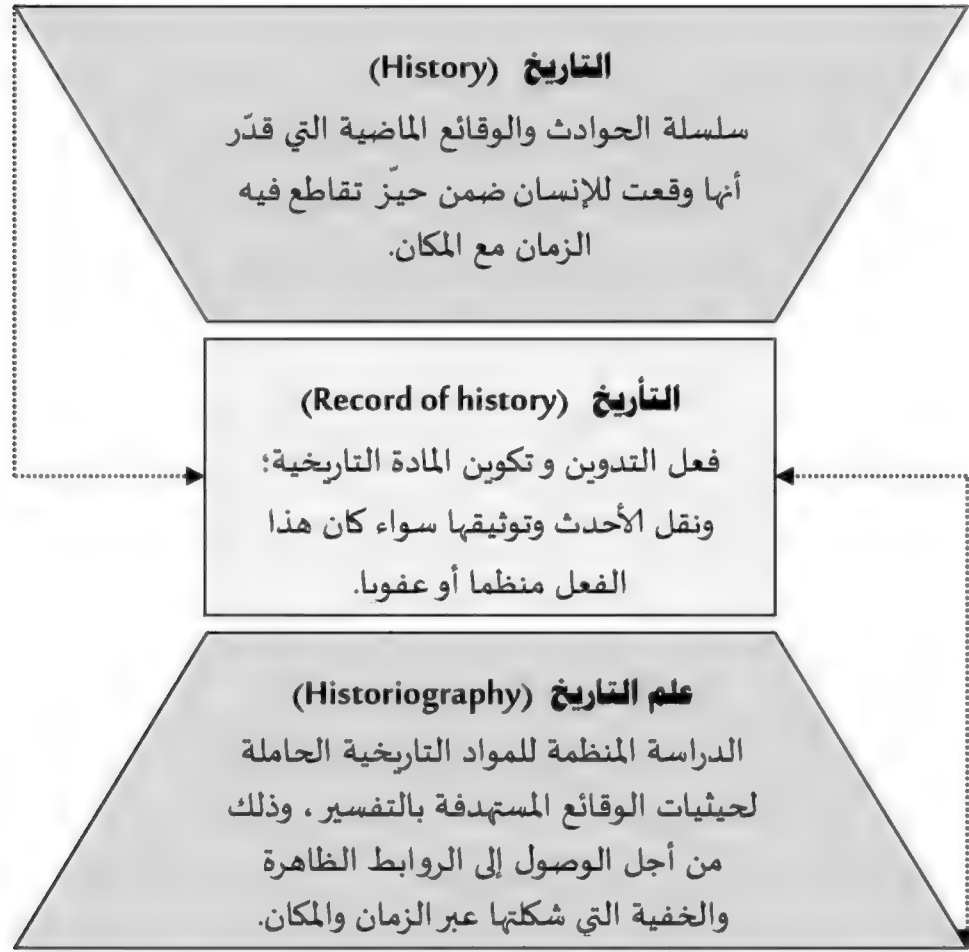 التاريخ (History)
سلسلة الحوادث والوقائع الماضية التي قدّر
أنها وقعت للإنسان ضمن حيّز تقاطع فيه
الزمان مع المكان.
التأريخ (Record of history)
فعل التدوين و تكوين المادة التاريخية؛
ونقل الأحدث وتوثيقها سواء كان هذا
الفعل منظما أو عفويا.
علم التاريخ (Historiography)
الدراسة المنظمة للمواد التاريخية الحاملة
لحيثيات الوقائع المستهدفة بالتفسير ، وذلك
من أجل الوصول إلى الروابط الظاهرة
والخفية التي شكلتها عبر الزمان والمكان.